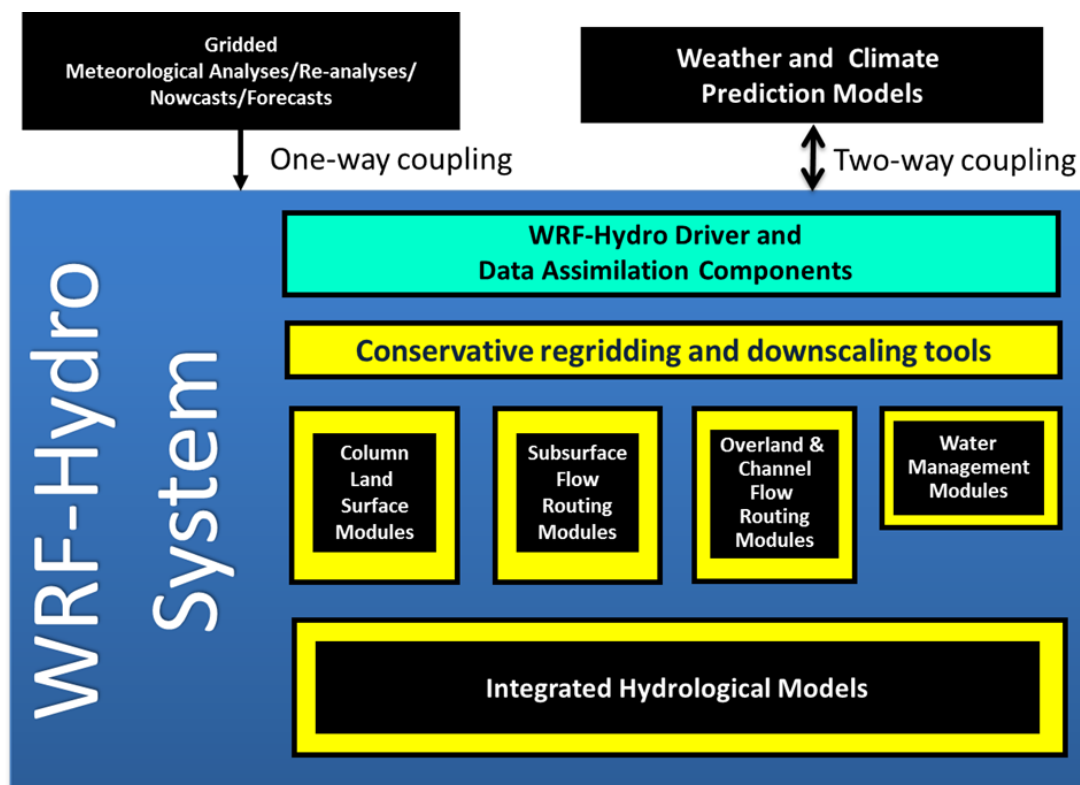 Gridded
Meteorological Analyses/Re-analyses/
Nowcasts/Forecasts
Weather and Climate
Prediction Models
One-way coupling
Two-way coupling
WRF-Hydro
System
WRF-Hydro Driver and
Data Assimilation Components
Conservative regridding and downscaling tools
Column
Land
Surface
Modules
Subsurface
Flow
Routing
Modules
Overland &
Channel
Flow
Routing
Modules
Water
Management
Modules
Integrated Hydrological Models